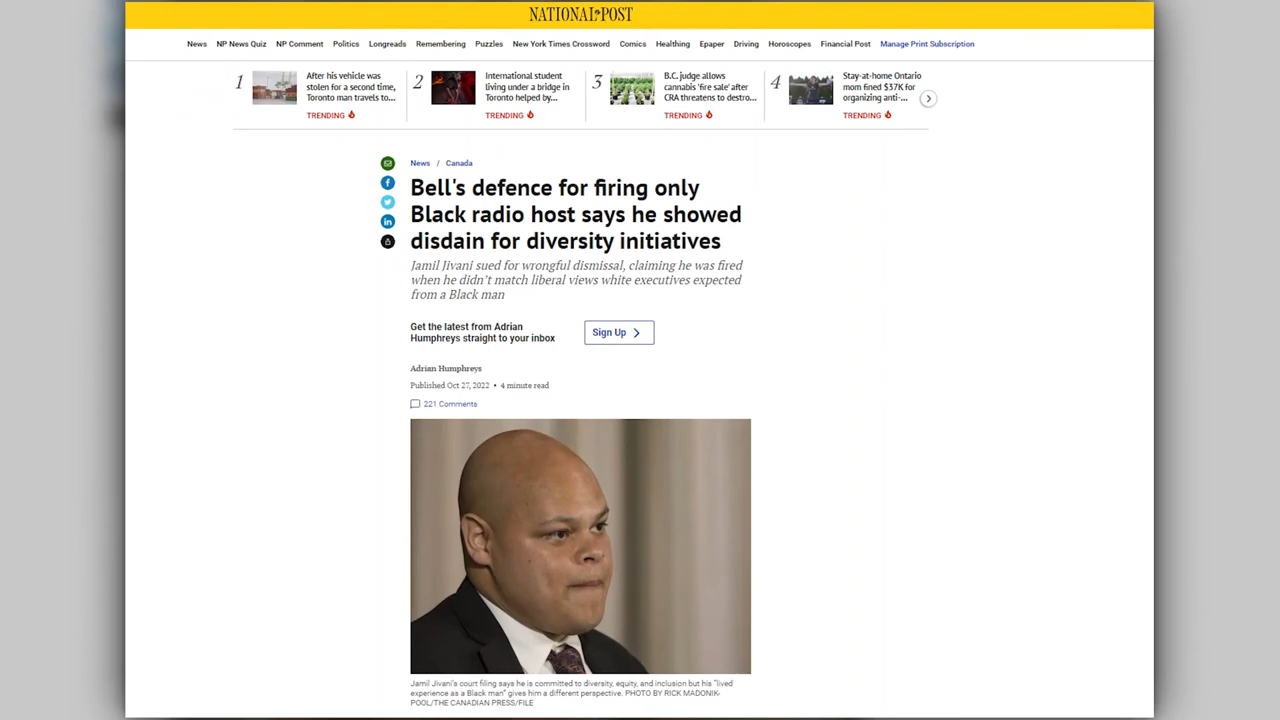 NATIONAL POST
News NP News Quiz NP Comment Politics Longreads Remembering Puzzles New York Times Crossword Comics Healthing Epaper Driving Horoscopes Financial Post Manage Print Subscription
1
After his vehicle was
stolen for a second time,
Toronto man travels to...
TRENDING
2
International student
living under a bridge in
Toronto helped by...
TRENDING
3
B.C. judge allows
cannabis 'fire sale' after
CRA threatens to destro...
TRENDING
4
Stay-at-home Ontario
mom fined $37K for
organizing anti-...
TRENDING
News / Canada
Bell's defence for firing only
Black radio host says he showed
disdain for diversity initiatives
Jamil Jivani sued for wrongful dismissal, claiming he was fired
when he didn't match liberal views white executives expected
from a Black man
Get the latest from Adrian
Humphreys straight to your inbox
Sign Up
Adrian Humphreys
Published Oct 27, 2022 • 4 minute read
221 Comments
Jamil Jivani's court filing says he is committed to diversity, equity, and inclusion but his "lived
experience as a Black man" gives him a different perspective. PHOTO BY RICK MADONIK-
POOL/THE CANADIAN PRESS/FILE